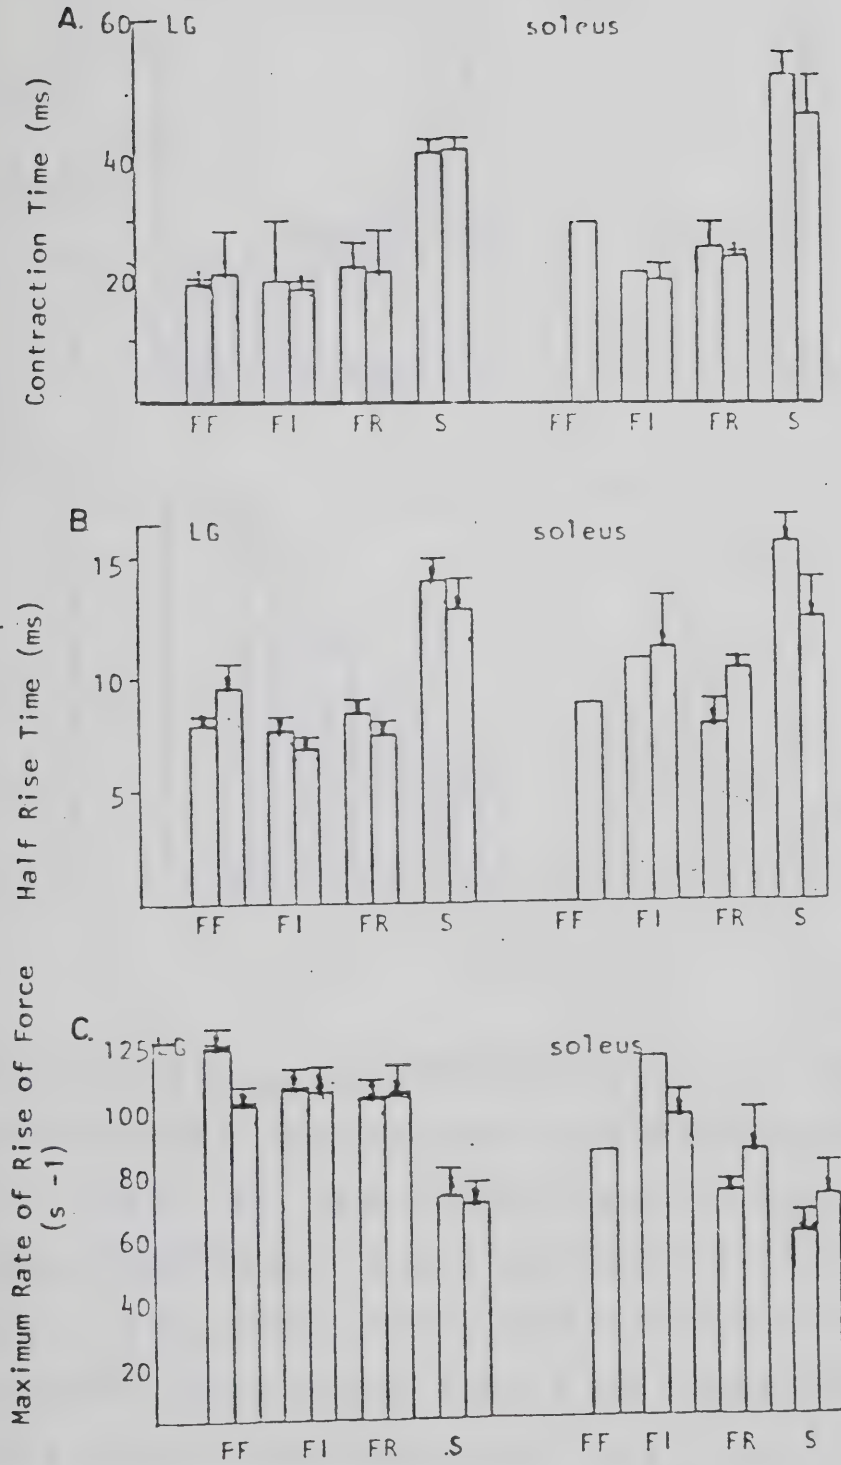 A. 60 LG soleus
Contraction Time (ms)
40
20
FF FI FR S FF FI FR S
B LG soleus
Half Rise Time (ms)
15
10
5
FF FI FR S FF FI FR S
C. 125 LG soleus
Maximum Rate of Rise of Force
(s -1)
100
80
60
40
20
FF FI FR .S FF FI FR S